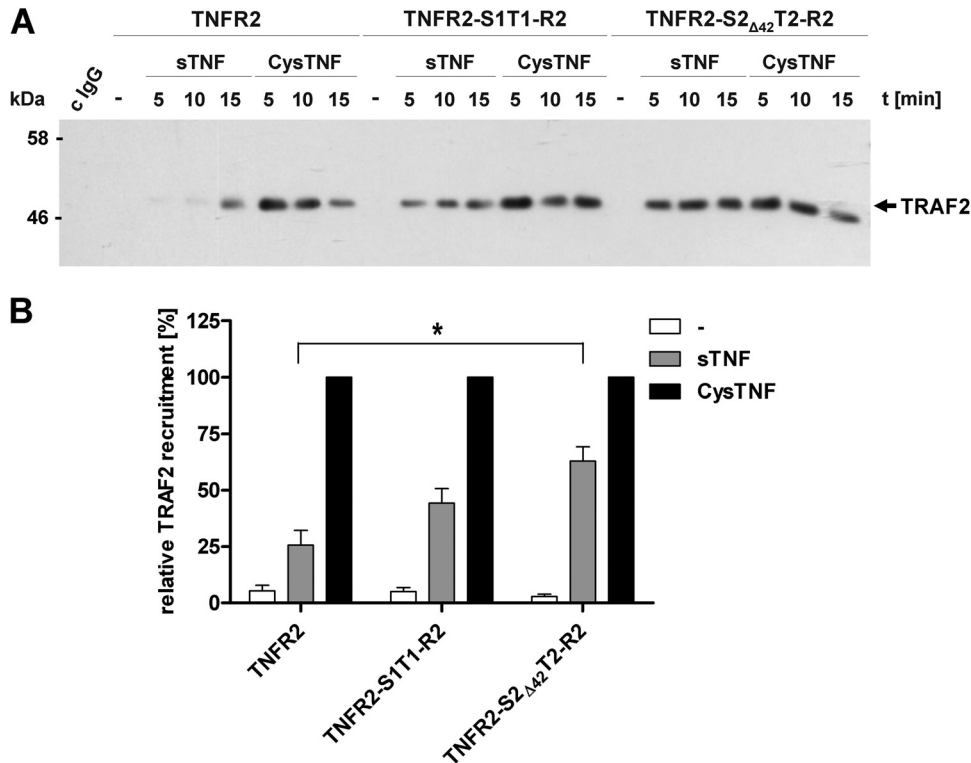 A
TNFR2 TNFR2-S1T1-R2 TNFR2-S2Δ42T2-R2
sTNF CysTNF sTNF CysTNF sTNF CysTNF
kDa c IgG - 5 10 15 5 10 15 - 5 10 15 5 10 15 - 5 10 15 5 10 15 t [min]
58 -
46 -
TRAF2
B
relative TRAF2 recruitment [%]
125
100
75
50
25
0
*
-
sTNF
CysTNF
TNFR2
TNFR2-S1T1-R2
TNFR2-S2Δ42T2-R2